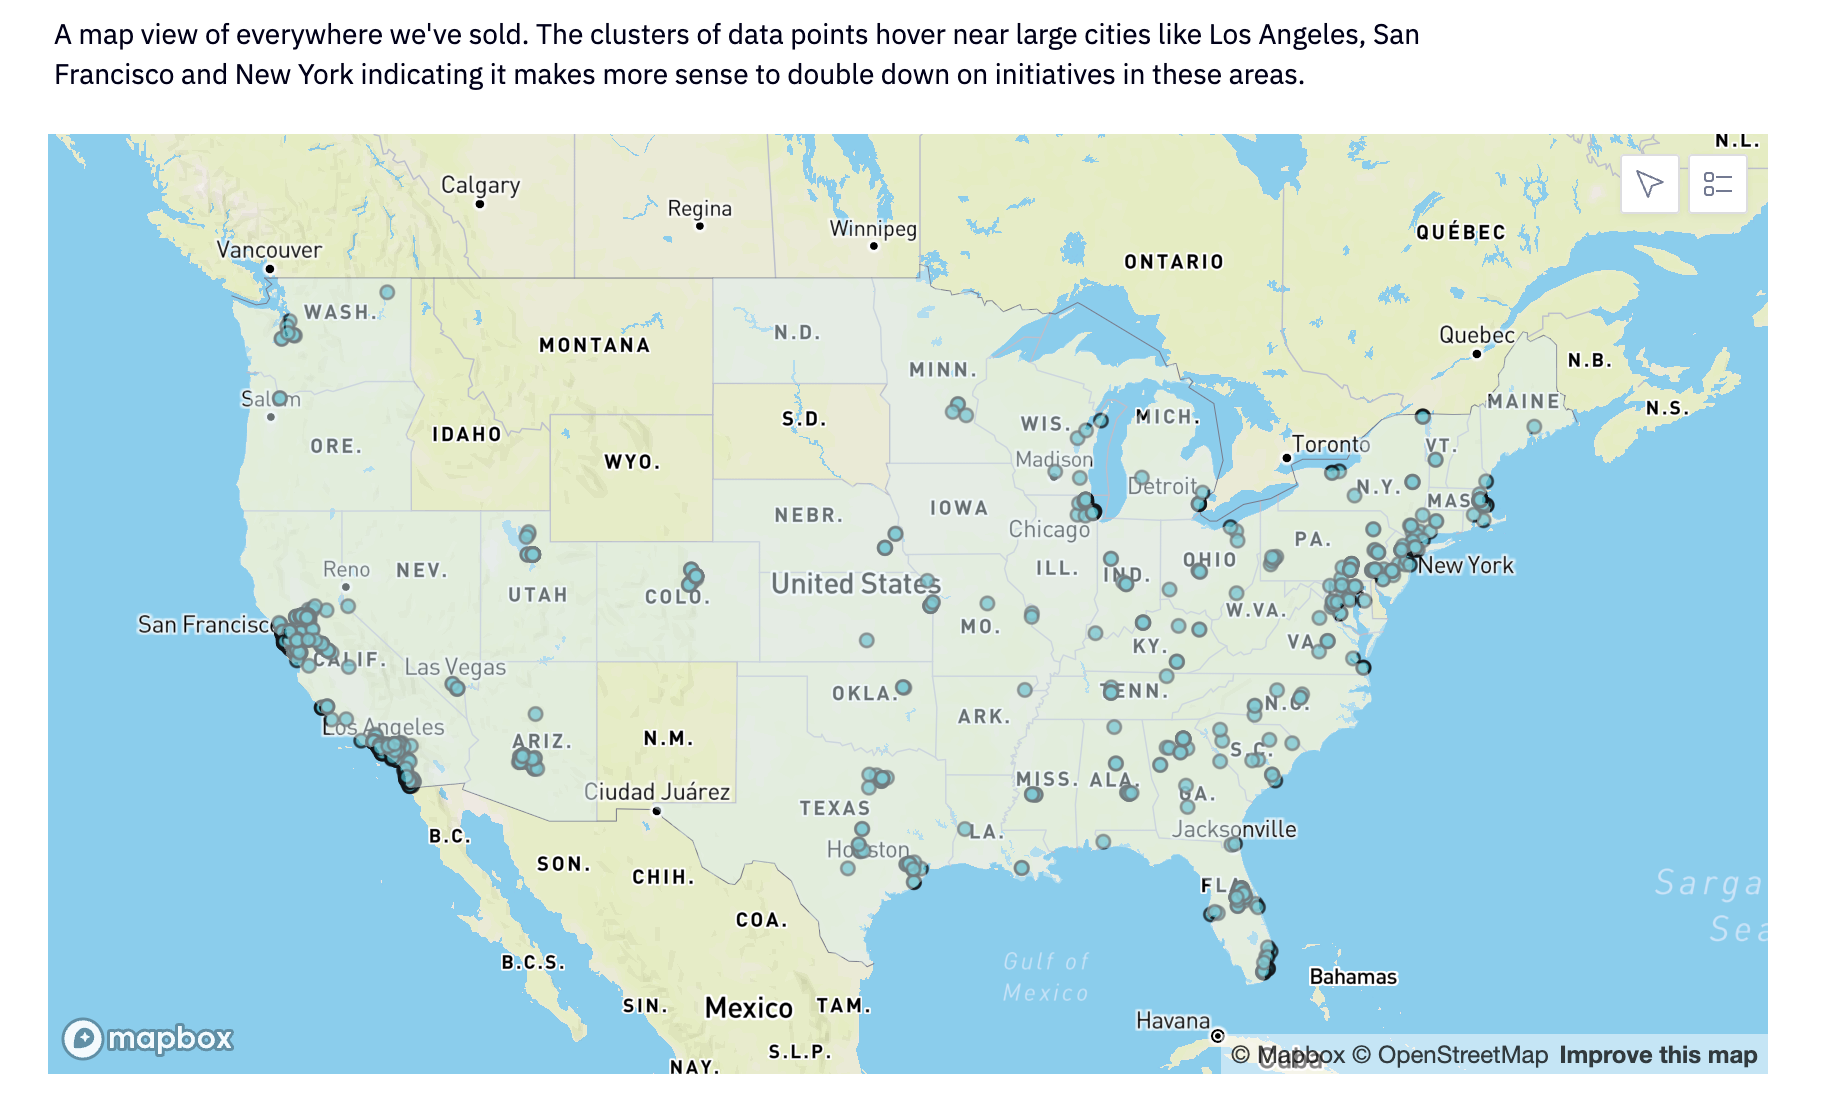 A map view of everywhere we've sold. The clusters of data points hover near large cities like Los Angeles, San
Francisco and New York indicating it makes more sense to double down on initiatives in these areas.
N.L.
Calgary
Regina
Winnipeg
QUÉBEC
Vancouver
ONTARIO
WASH.
N.D.
MONTANA
Quebec
N.B.
MINN.
Salem
MAINE
N.S.
S.D.
WIS.
MICH.
IDAHO
ORE.
Toronto
VT.
WYO.
Madison
Detroit
N.Y.
MAS
NEBR.
IOWA
Chicago
PA.
OHIO
New York
Reno
NEV.
ILL.
IND.
United States
UTAH
COLO.
W.VA.
San Francisc
MO.
VA
KY.
CALIF.
Las Vegas
OKLA.
TENN.
N.C.
ARK.
Los Angeles
ARIZ.
N.M.
S.C.
MISS.
ALA.
Ciudad Juárez
GA.
TEXAS
LA.
Jacksonville
B.C.
Houston
SON.
CHIH.
FLA
Sarga
COA.
Sea
B.C.S.
Gulf of
Mexico
Bahamas
SIN.
Mexico
TAM.
Havana
mapbox
S.L.P.
© Mapbox © OpenStreetMap Improve this map
Cuba
NAY.